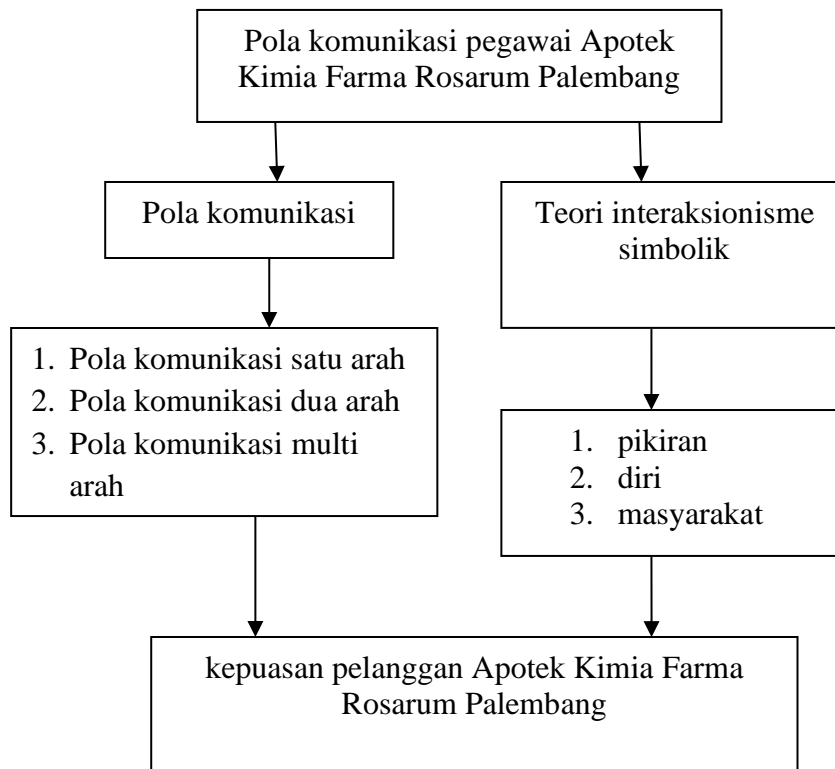 Pola komunikasi pegawai Apotek
Kimia Farma Rosarum Palembang
Pola komunikasi
Teori interaksionisme
simbolik
1. Pola komunikasi satu arah
2. Pola komunikasi dua arah
3. Pola komunikasi multi
arah
1. pikiran
2. diri
3. masyarakat
kepuasan pelanggan Apotek Kimia Farma
Rosarum Palembang